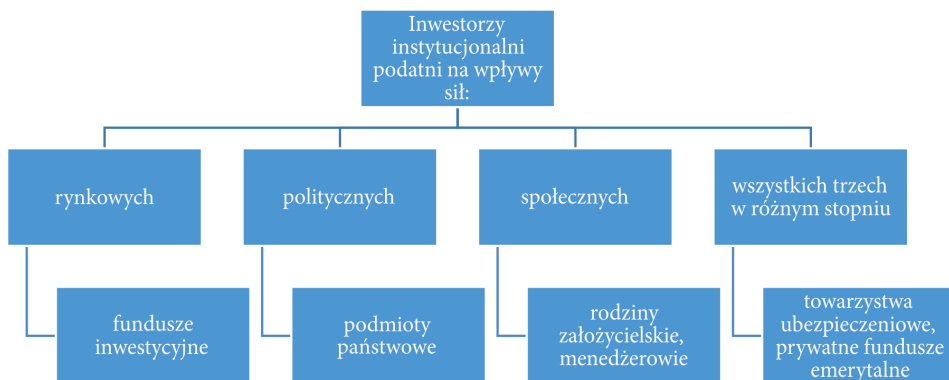 Inwestorzy
instytucjonalni
podatni na wpływy
sił:
rynkowych
politycznych
społecznych
wszystkich trzech
w różnym stopniu
fundusze
inwestycyjne
podmioty
państwowe
rodziny
założycielskie,
menedżerowie
towarzystwa
ubezpieczeniowe,
prywatne fundusze
emerytalne